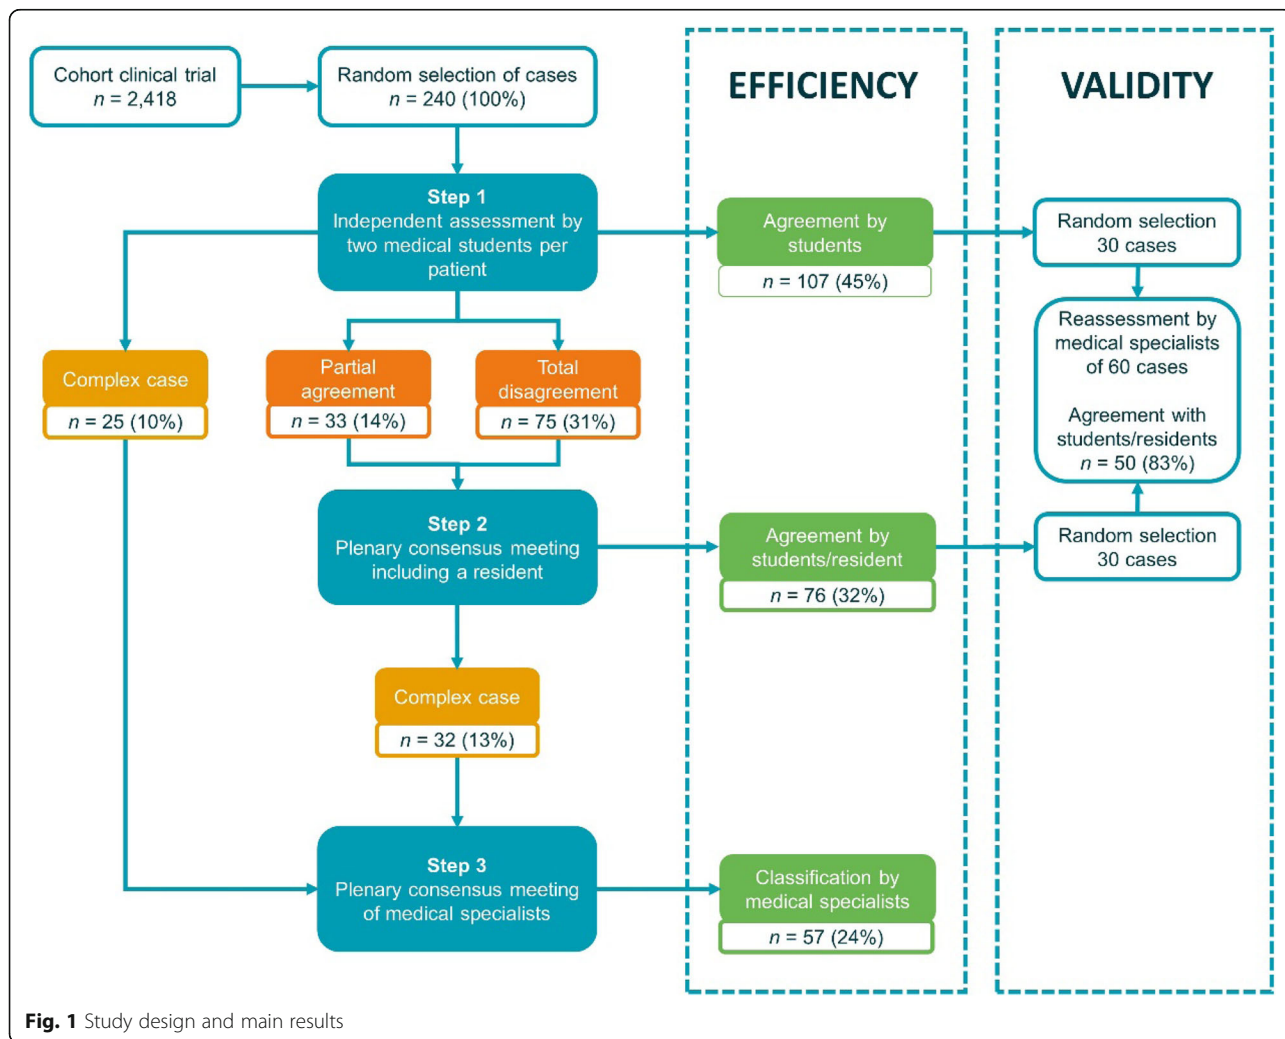 Cohort clinical trial
n = 2,418
Random selection of cases
n = 240 (100%)
EFFICIENCY
VALIDITY
Step 1
Independent assessment by
two medical students per
patient
Agreement by
students
n = 107 (45%)
Random selection
30 cases
Reassessment by
medical specialists
of 60 cases
Agreement with
students/residents
n = 50 (83%)
Complex case
n = 25 (10%)
Partial
agreement
n = 33 (14%)
Total
disagreement
n = 75 (31%)
Step 2
Plenary consensus meeting
including a resident
Agreement by
students/resident
n = 76 (32%)
Random selection
30 cases
Complex case
n = 32 (13%)
Step 3
Plenary consensus meeting
of medical specialists
Classification by
medical specialists
n = 57 (24%)
Fig. 1 Study design and main results